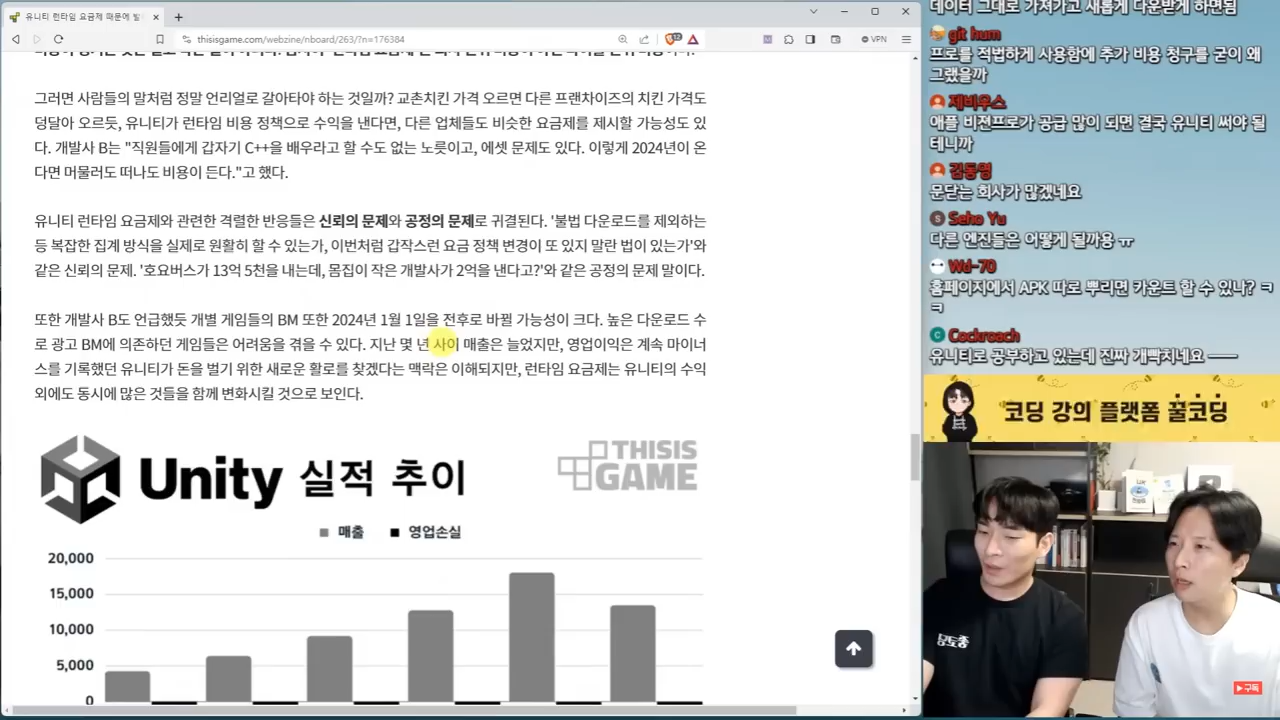 유니티 런타임 요금제 때문에 발
thisisgame.com/webzine/nboard/263/?n=176384
VPN
그러면 사람들의 말처럼 정말 언리얼로 갈아타야 하는 것일까? 교촌치킨 가격 오르면 다른 프랜차이즈의 치킨 가격도
덩달아 오르듯, 유니티가 런타임 비용 정책으로 수익을 낸다면, 다른 업체들도 비슷한 요금제를 제시할 가능성도 있
다. 개발사 B는 "직원들에게 갑자기 C++을 배우라고 할 수도 없는 노릇이고, 에셋 문제도 있다. 이렇게 2024년이 온
다면 머물러도 떠나도 비용이 든다."고 했다.
유니티 런타임 요금제와 관련한 격렬한 반응들은 신뢰의 문제와 공정의 문제로 귀결된다. '불법 다운로드를 제외하는
등 복잡한 집계 방식을 실제로 원활히 할 수 있는가, 이번처럼 갑작스런 요금 정책 변경이 또 있지 말란 법이 있는가'와
같은 신뢰의 문제. '호요버스가 13억 5천을 내는데, 몸집이 작은 개발사가 2억을 낸다고?'와 같은 공정의 문제 말이다.
또한 개발사 B도 언급했듯 개별 게임들의 BM 또한 2024년 1월 1일을 전후로 바뀔 가능성이 크다. 높은 다운로드 수
로 광고 BM에 의존하던 게임들은 어려움을 겪을 수 있다. 지난 몇 년 사이 매출은 늘었지만, 영업이익은 계속 마이너
스를 기록했던 유니티가 돈을 벌기 위한 새로운 활로를 찾겠다는 맥락은 이해되지만, 런타임 요금제는 유니티의 수익
외에도 동시에 많은 것들을 함께 변화시킬 것으로 보인다.
Unity 실적 추이
THISIS
GAME
매출 영업손실
20,000
15,000
10,000
5,000
0
데이터 그대로 가져가고 새롭게 다운받게 하면됨
git hum
프로를 적법하게 사용함에 추가 비용 청구를 굳이 왜
그랬을까
제비우스
애플 비젼프로가 공급 많이 되면 결국 유니티 써야 될
테니까
김동영
문닫는 회사가 많겠네요
Seho Yu
다른 엔진들은 어떻게 될까용 ㅠ
Wd-70
홈페이지에서 APK 따로 뿌리면 카운트 할 수 있나? ㅋ
ㅋ
Cockroach
유니티로 공부하고 있는데 진짜 개빡치네요 ──
코딩 강의 플랫폼 꿀코딩
구독